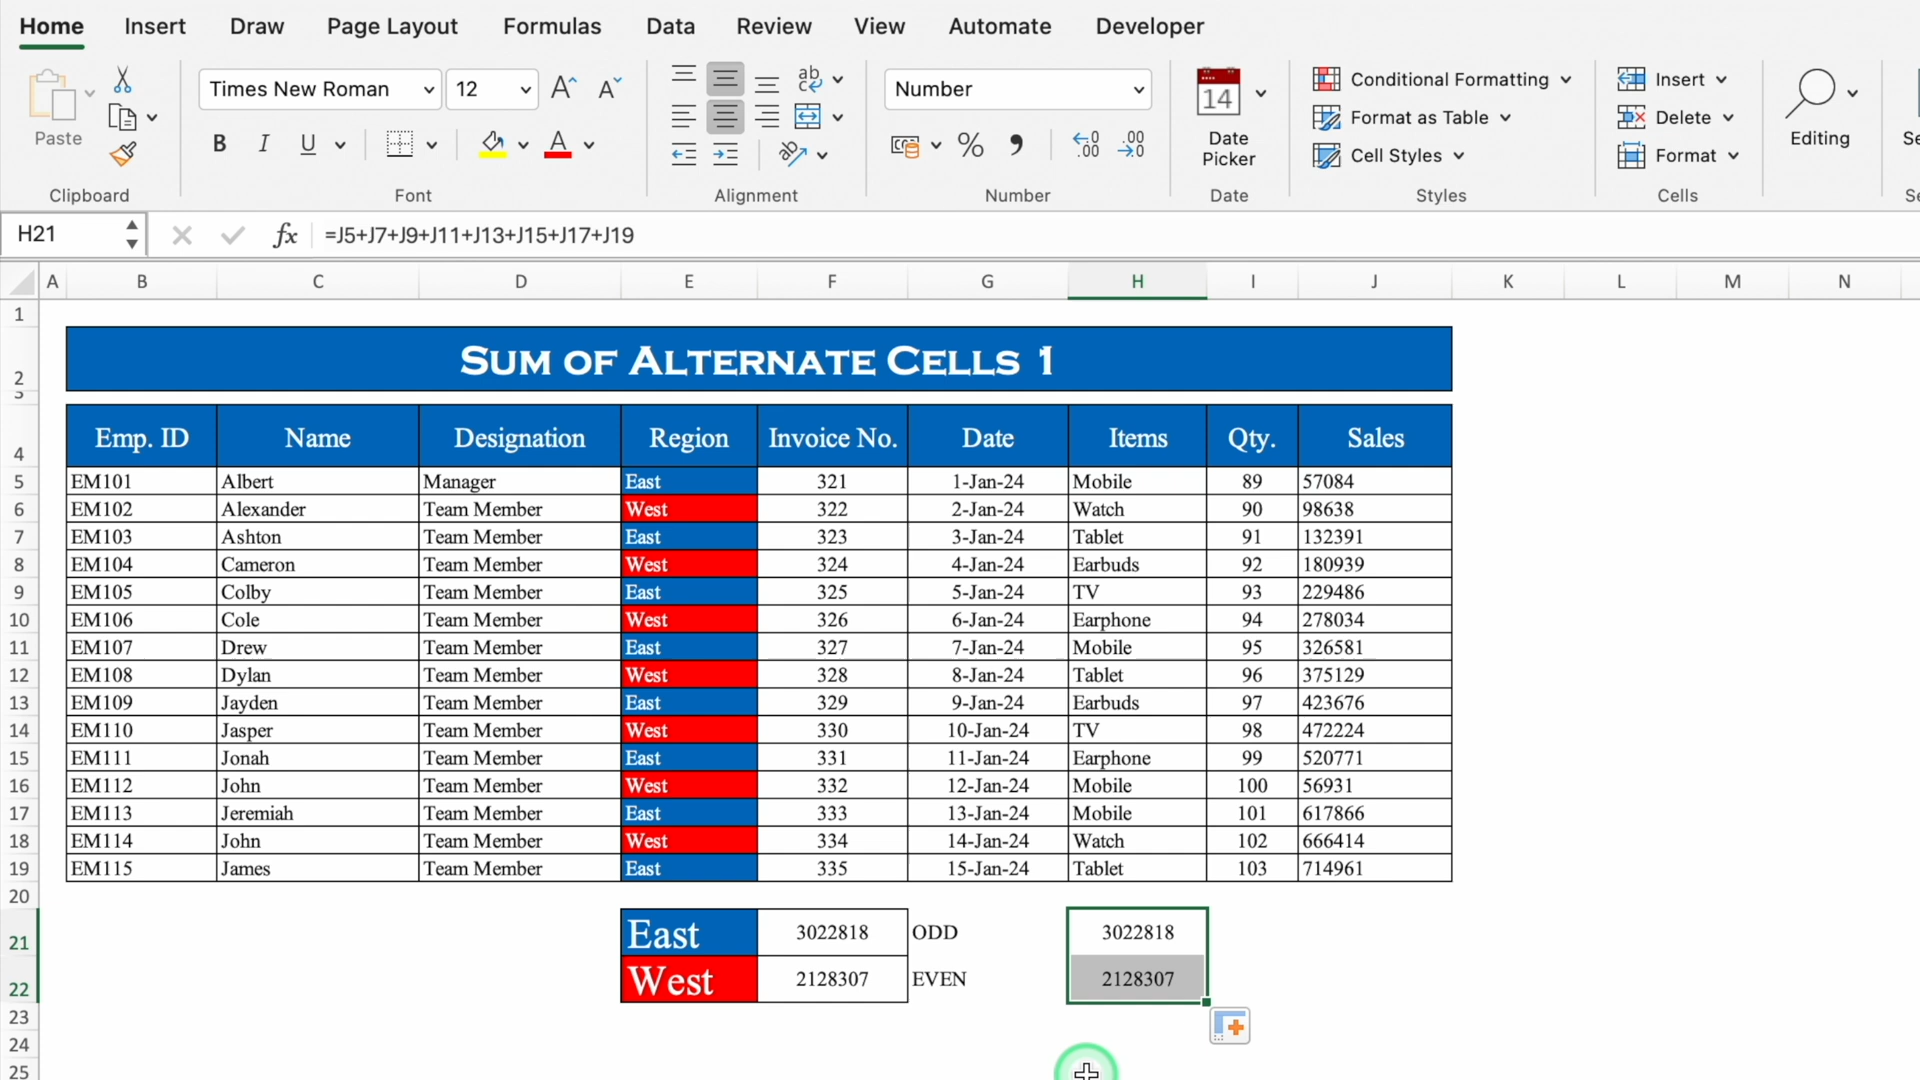 Home Insert Draw Page Layout Formulas Data Review View Automate Developer
Paste
Times New Roman 12 A^ A˅
B I U A
ab c
Number
% 9 .0 .00 .00 .0
14
Date Picker
Conditional Formatting
Format as Table
Cell Styles
Insert
Delete
Format
Editing
Se
Clipboard Font Alignment Number Date Styles Cells Se
H21 fx =J5+J7+J9+J11+J13+J15+J17+J19
A B C D E F G H I J K L M N
1
2 Sum of Alternate Cells 1
3
4 Emp. ID Name Designation Region Invoice No. Date Items Qty. Sales
5 EM101 Albert Manager East 321 1-Jan-24 Mobile 89 57084
6 EM102 Alexander Team Member West 322 2-Jan-24 Watch 90 98638
7 EM103 Ashton Team Member East 323 3-Jan-24 Tablet 91 132391
8 EM104 Cameron Team Member West 324 4-Jan-24 Earbuds 92 180939
9 EM105 Colby Team Member East 325 5-Jan-24 TV 93 229486
10 EM106 Cole Team Member West 326 6-Jan-24 Earphone 94 278034
11 EM107 Drew Team Member East 327 7-Jan-24 Mobile 95 326581
12 EM108 Dylan Team Member West 328 8-Jan-24 Tablet 96 375129
13 EM109 Jayden Team Member East 329 9-Jan-24 Earbuds 97 423676
14 EM110 Jasper Team Member West 330 10-Jan-24 TV 98 472224
15 EM111 Jonah Team Member East 331 11-Jan-24 Earphone 99 520771
16 EM112 John Team Member West 332 12-Jan-24 Mobile 100 56931
17 EM113 Jeremiah Team Member East 333 13-Jan-24 Mobile 101 617866
18 EM114 John Team Member West 334 14-Jan-24 Watch 102 666414
19 EM115 James Team Member East 335 15-Jan-24 Tablet 103 714961
20
21 East 3022818 ODD 3022818
22 West 2128307 EVEN 2128307
23
24
25